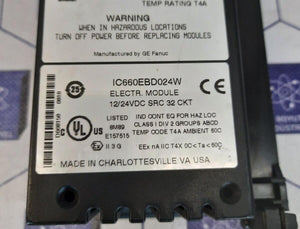 TEMP RATING T4A
WARNING
WHEN IN HAZARDOUS LOCATIONS
TURN OFF POWER BEFORE REPLACING MODULES
Manufactured by GE Fanuc
IC660EBD024W
ELECTR. MODULE
12/24VDC SRC 32 CKT
25
LISTED
6M89
E157515
IND CONT EQ FOR HAZ LOC
CLASS I DIV 2 GROUPS ABCD
TEMP CODE T4A AMBIENT 60C
II 3 G
EEx nA IIC T4X 0C < Ta < 60C
MADE IN CHARLOTTESVILLE VA USA